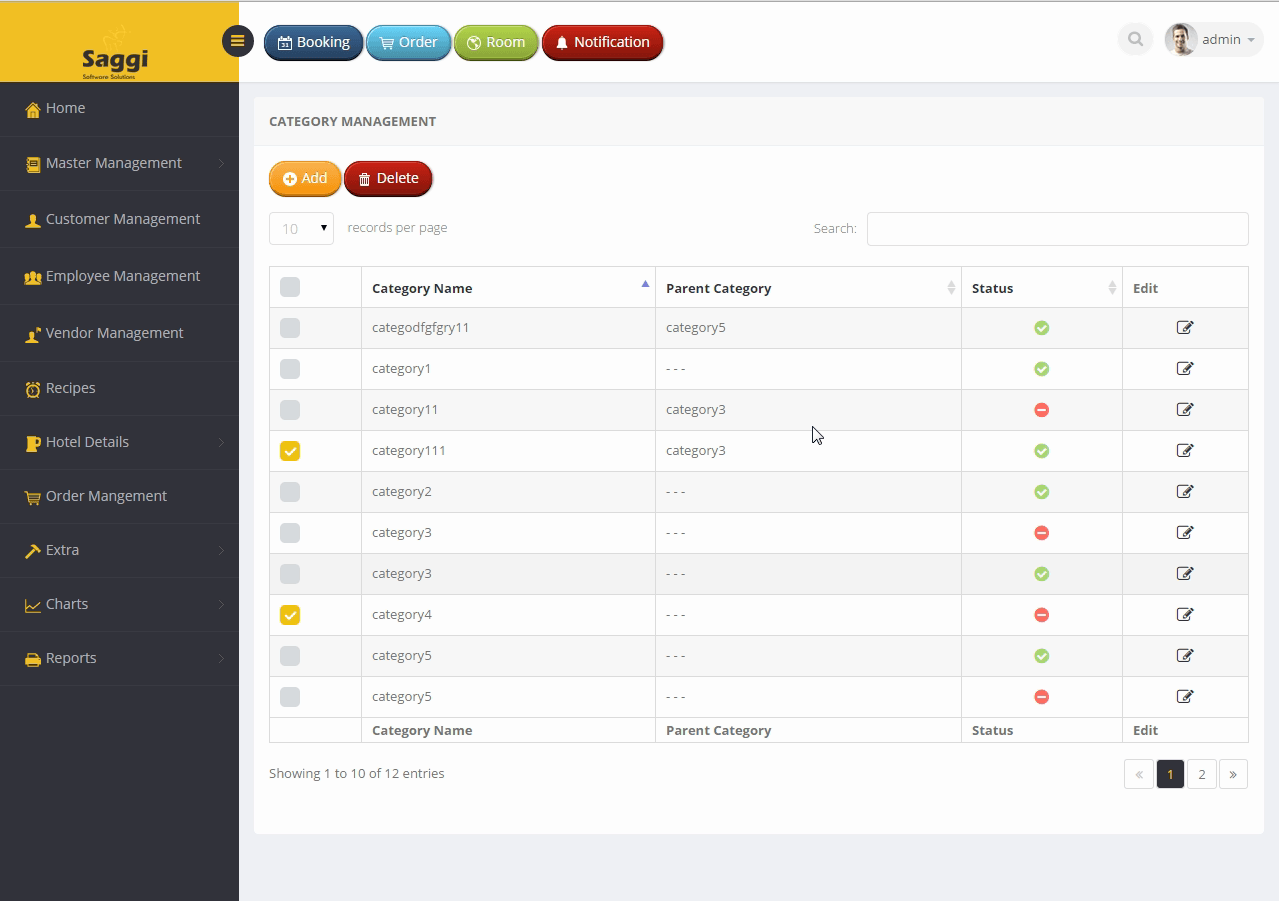 Saggi
Software Solutions
Booking Order Room Notification
admin
Home
Master Management
Customer Management
Employee Management
Vendor Management
Recipes
Hotel Details
Order Mangement
Extra
Charts
Reports
CATEGORY MANAGEMENT
Add Delete
10 records per page Search:
Category Name Parent Category Status Edit
categodfgfgry11 category5
category1 - - -
category11 category3
category111 category3
category2 - - -
category3 - - -
category3 - - -
category4 - - -
category5 - - -
category5 - - -
Category Name Parent Category Status Edit
Showing 1 to 10 of 12 entries « 1 2 »